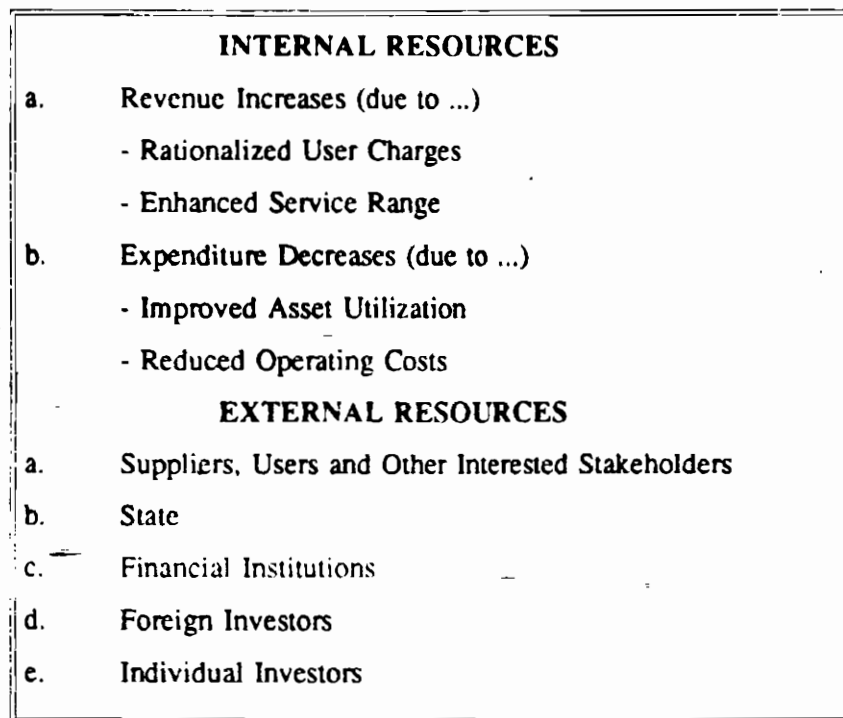 INTERNAL RESOURCES
a. Revenue Increases (due to ...)
- Rationalized User Charges
- Enhanced Service Range
b. Expenditure Decreases (due to ...)
- Improved Asset Utilization
- Reduced Operating Costs
EXTERNAL RESOURCES
a. Suppliers, Users and Other Interested Stakeholders
b. State
c. Financial Institutions
d. Foreign Investors
e. Individual Investors